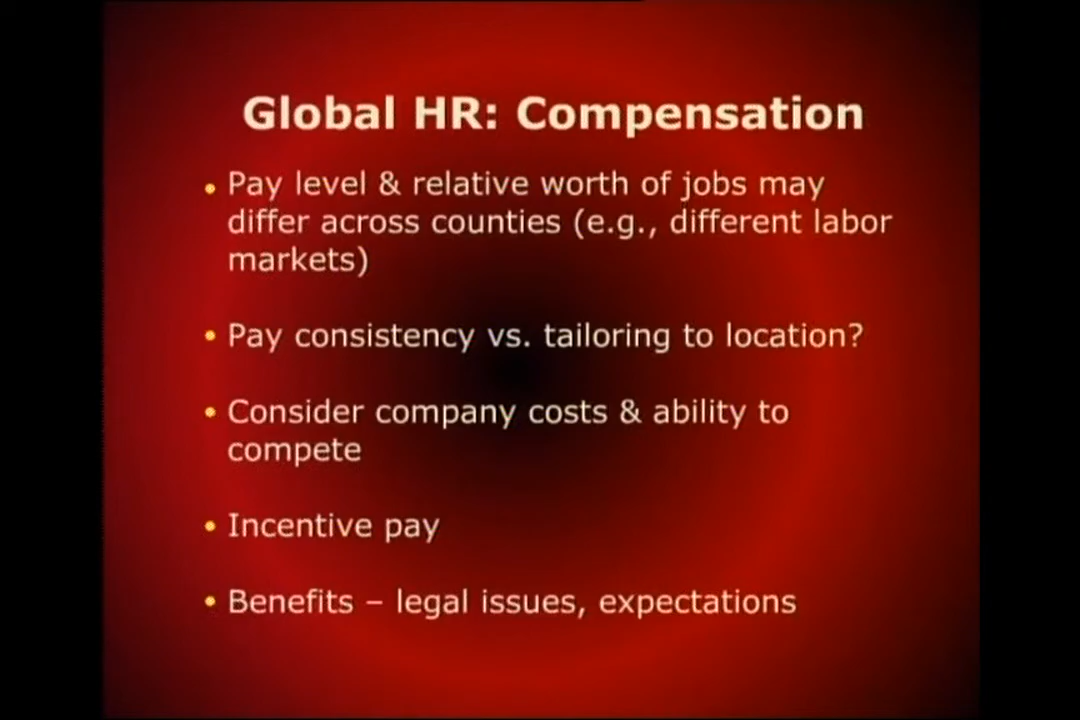 Global HR: Compensation
• Pay level & relative worth of jobs may
differ across counties (e.g., different labor
markets)
• Pay consistency vs. tailoring to location?
• Consider company costs & ability to
compete
• Incentive pay
• Benefits – legal issues, expectations